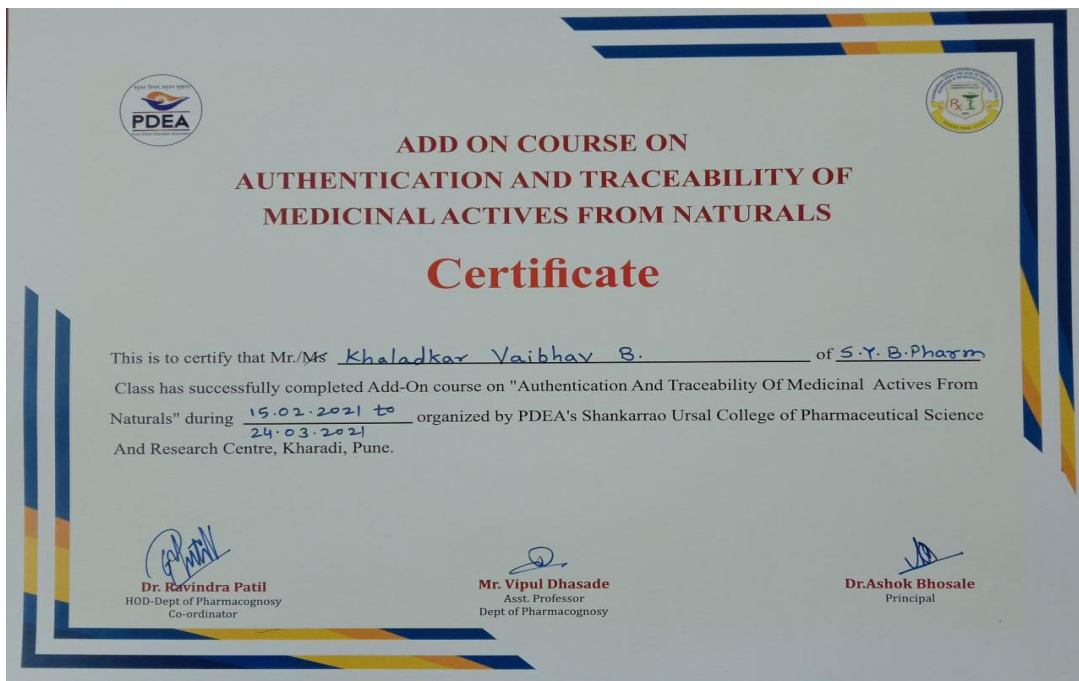 PDEA
ADD ON COURSE ON
AUTHENTICATION AND TRACEABILITY OF
MEDICINAL ACTIVES FROM NATURALS
Certificate
This is to certify that Mr./Ms Khaladkar Vaibhav B. of S.Y. B.Pharm
Class has successfully completed Add-On course on "Authentication And Traceability Of Medicinal Actives From
Naturals" during 15.02.2021 to 24.03.2021 organized by PDEA's Shankarrao Ursal College of Pharmaceutical Science
And Research Centre, Kharadi, Pune.
Dr. Ravindra Patil
HOD-Dept of Pharmacognosy
Co-ordinator
Mr. Vipul Dhasade
Asst. Professor
Dept of Pharmacognosy
Dr.Ashok Bhosale
Principal